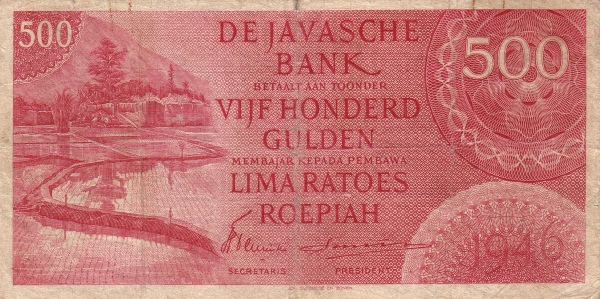 500
DE JAVASCHE
BANK
BETAALT AAN TOONDER
VIJF HONDERD
GULDEN
MEMBAJAR KEPADA PEMBAWA
LIMA RATOES
ROEPIAH
SECRETARIS PRESIDENT
500
1946